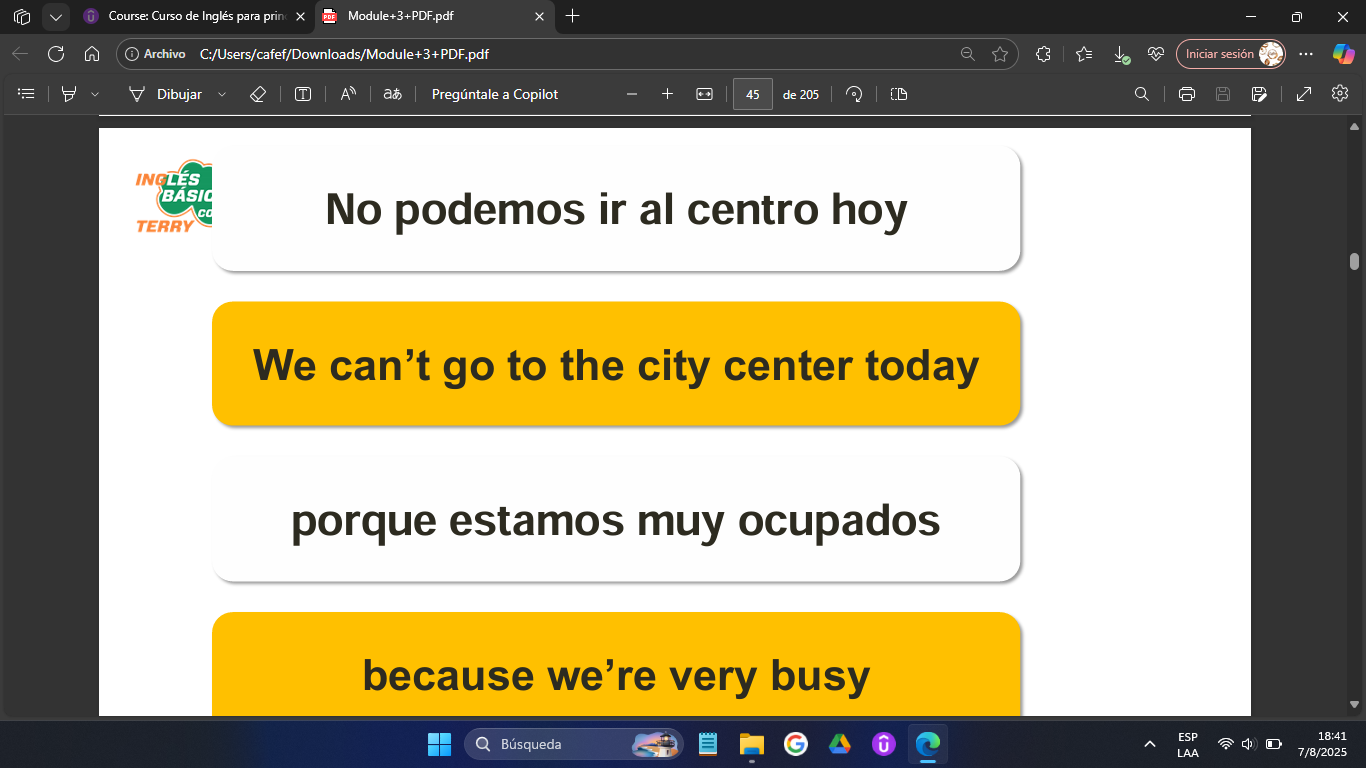 Course: Curso de Inglés para prin
Module+3+PDF.pdf
Archivo
C:/Users/cafef/Downloads/Module+3+PDF.pdf
Iniciar sesión
Dibujar
Pregúntale a Copilot
45
de 205
INGLÉS
BÁSIC
CO
TERRY
No podemos ir al centro hoy
We can’t go to the city center today
porque estamos muy ocupados
because we’re very busy
Búsqueda
ESP
LAA
18:41
7/8/2025